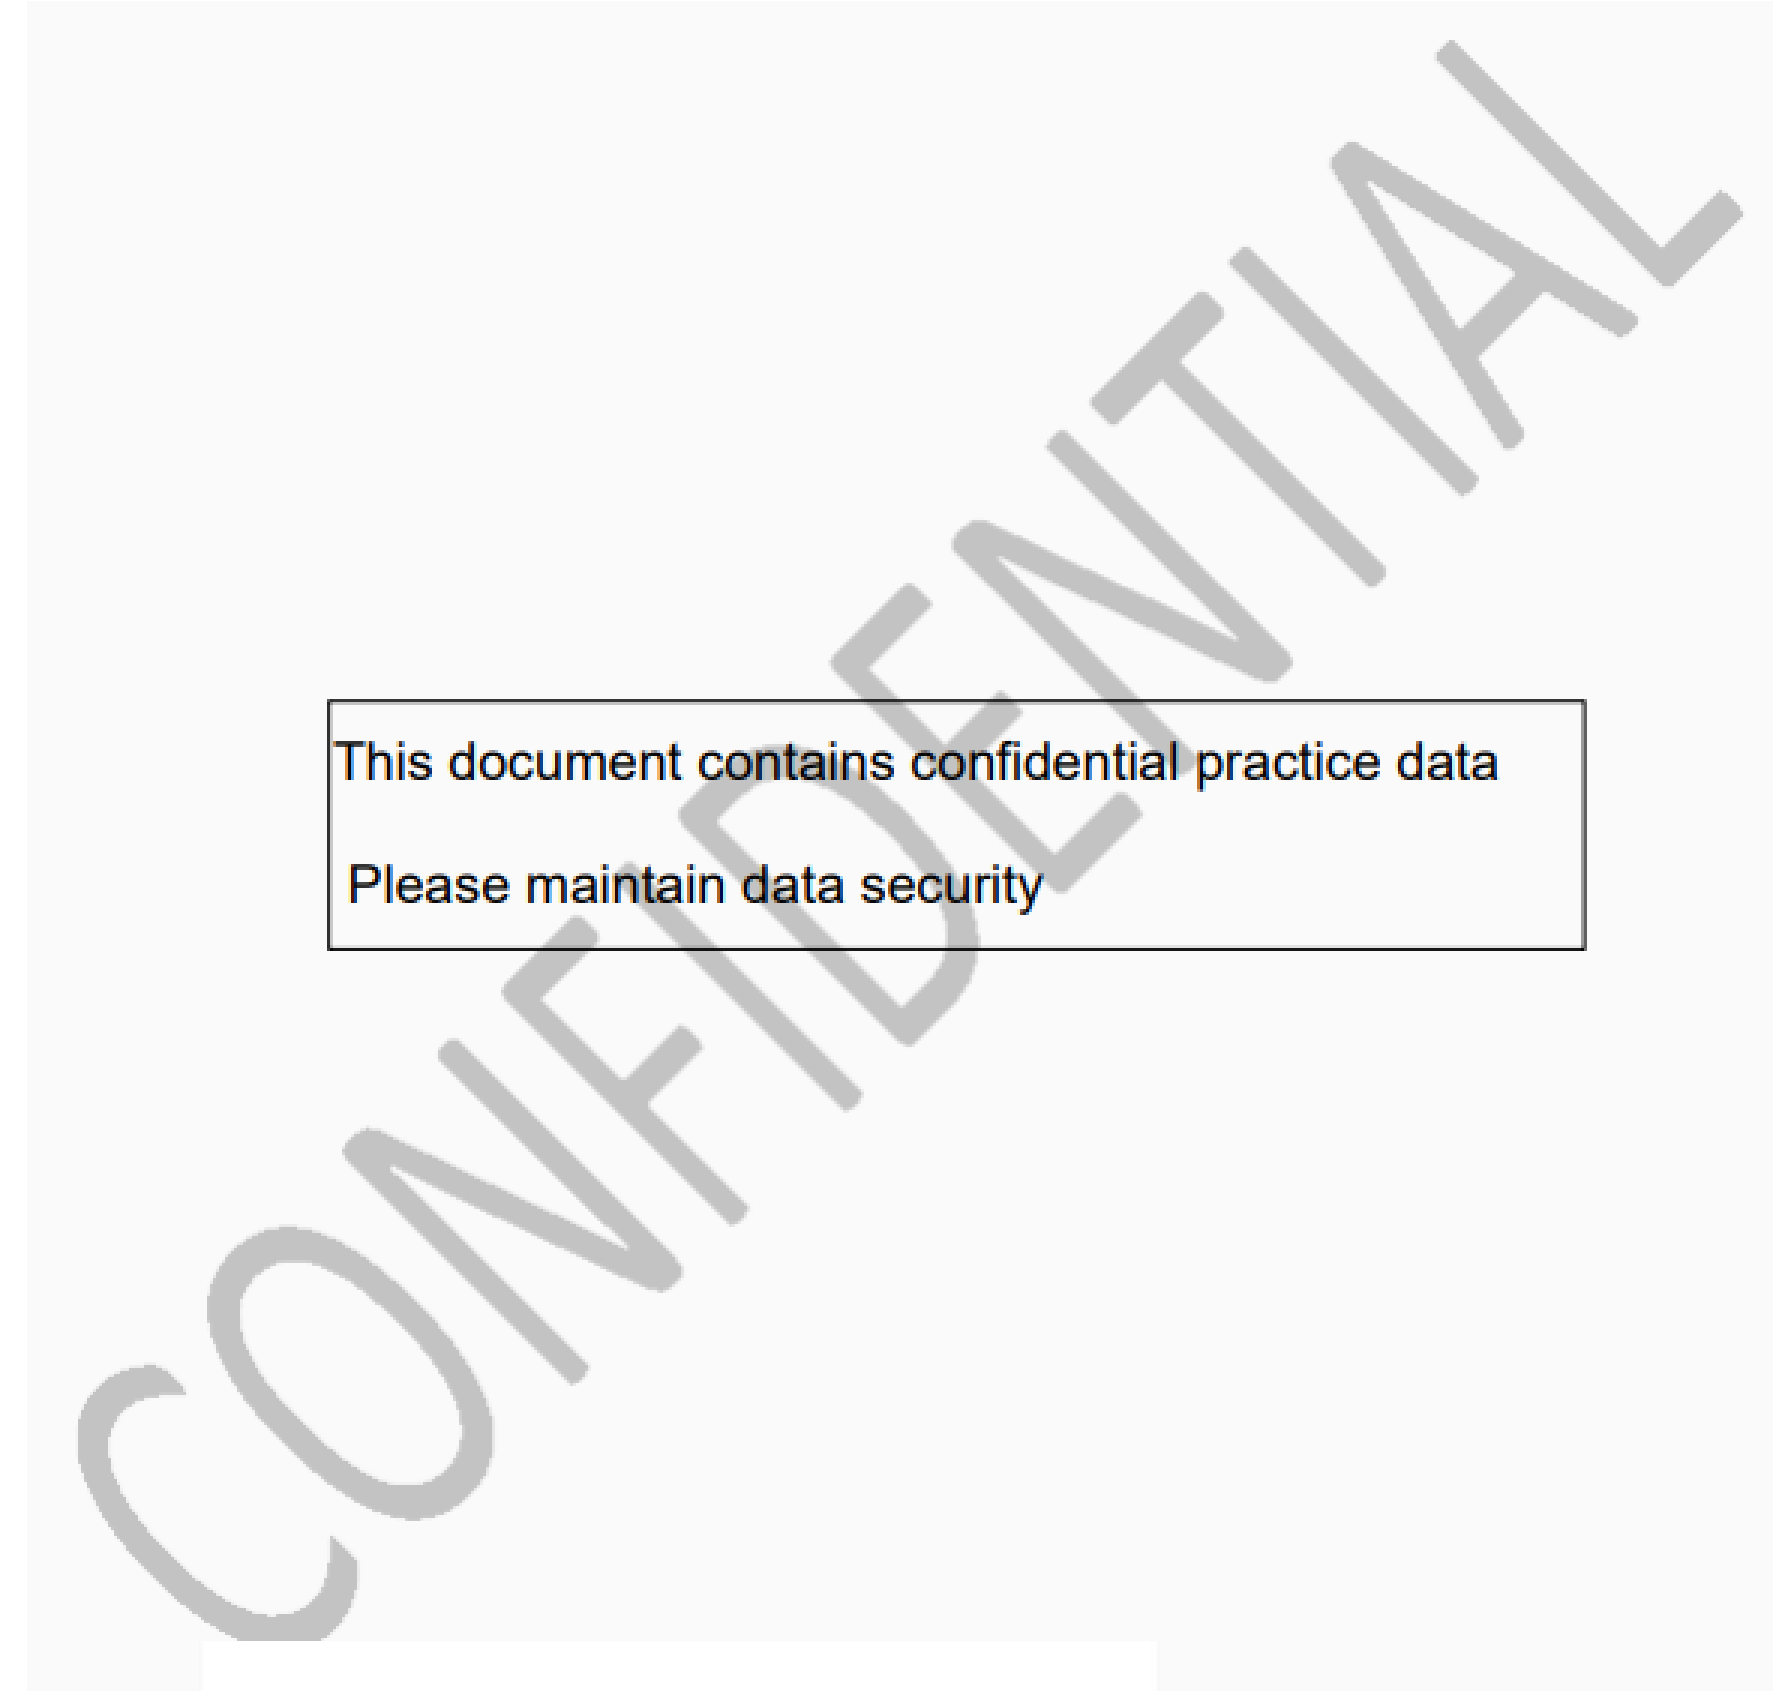 CONFIDENTIAL
This document contains confidential practice data
Please maintain data security